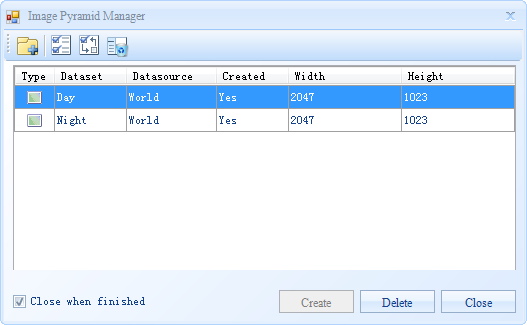 Image Pyramid Manager
Type Dataset Datasource Created Width Height
Day World Yes 2047 1023
Night World Yes 2047 1023
Close when finished Create Delete Close